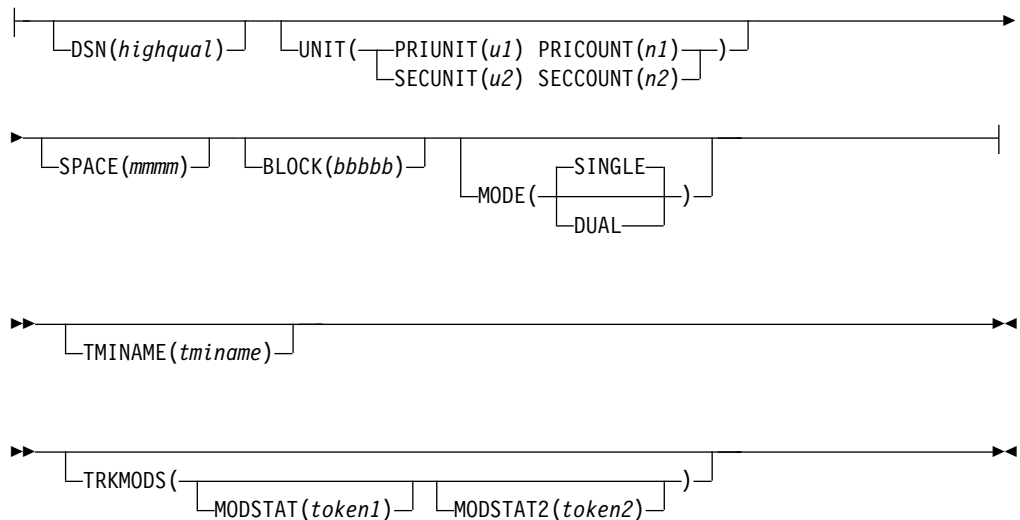 DSN(highqual) UNIT( PRIUNIT(u1) PRICOUNT(n1) )
SECUNIT(u2) SECCOUNT(n2)
SPACE(mmmm) BLOCK(bbbbb) SINGLE
MODE( )
DUAL
TMINAME(tminame)
TRKMODS( )
MODSTAT(token1) MODSTAT2(token2)